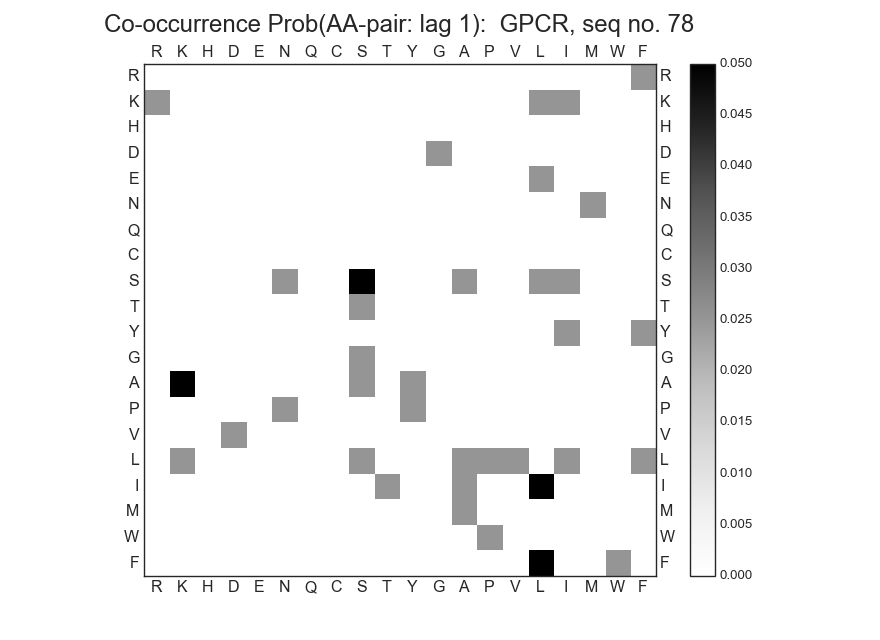 Co-occurrence Prob(AA-pair: lag 1):  GPCR, seq no. 78
R K H D E N Q C S T Y G A P V L I M W F
R R
K K
H H
D D
E E
N N
Q Q
C C
S S
T T
Y Y
G G
A A
P P
V V
L L
I I
M M
W W
F F
R K H D E N Q C S T Y G A P V L I M W F
0.050
0.045
0.040
0.035
0.030
0.025
0.020
0.015
0.010
0.005
0.000